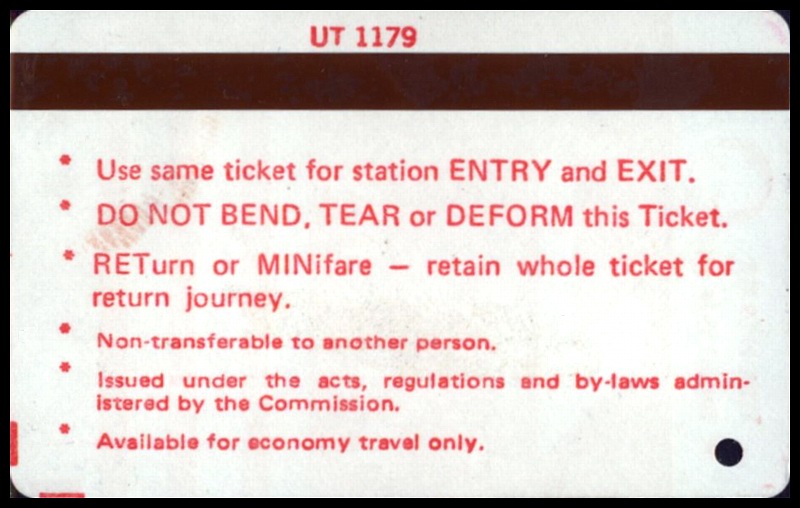 UT 1179
* Use same ticket for station ENTRY and EXIT.
* DO NOT BEND, TEAR or DEFORM this Ticket.
* RETurn or MINifare — retain whole ticket for
return journey.
* Non-transferable to another person.
* Issued under the acts, regulations and by-laws admin-
istered by the Commission.
* Available for economy travel only.